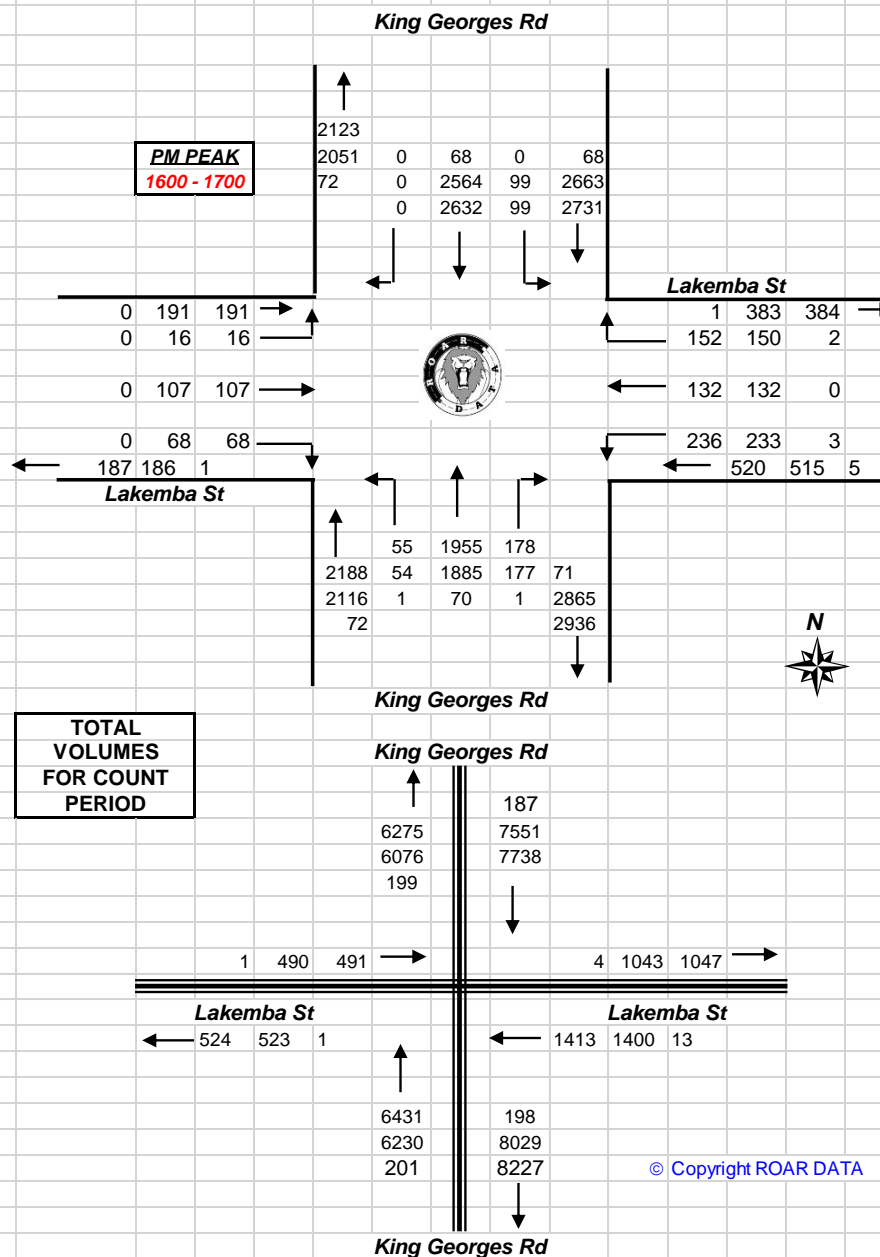 King Georges Rd
2123
PM PEAK 2051 0 68 0 68
1600 - 1700 72 0 2564 99 2663
0 2632 99 2731
Lakemba St
0 191 191 1 383 384
0 16 16 152 150 2
ROAR DATA
0 107 107 132 132 0
0 68 68 236 233 3
187 186 1 520 515 5
Lakemba St
55 1955 178
2188 54 1885 177 71
2116 1 70 1 2865
72 2936
N
King Georges Rd
TOTAL
VOLUMES
FOR COUNT
PERIOD
King Georges Rd
187
6275 7551
6076 7738
199
1 490 491 4 1043 1047
Lakemba St Lakemba St
524 523 1 1413 1400 13
6431 198
6230 8029
201 8227
© Copyright ROAR DATA
King Georges Rd